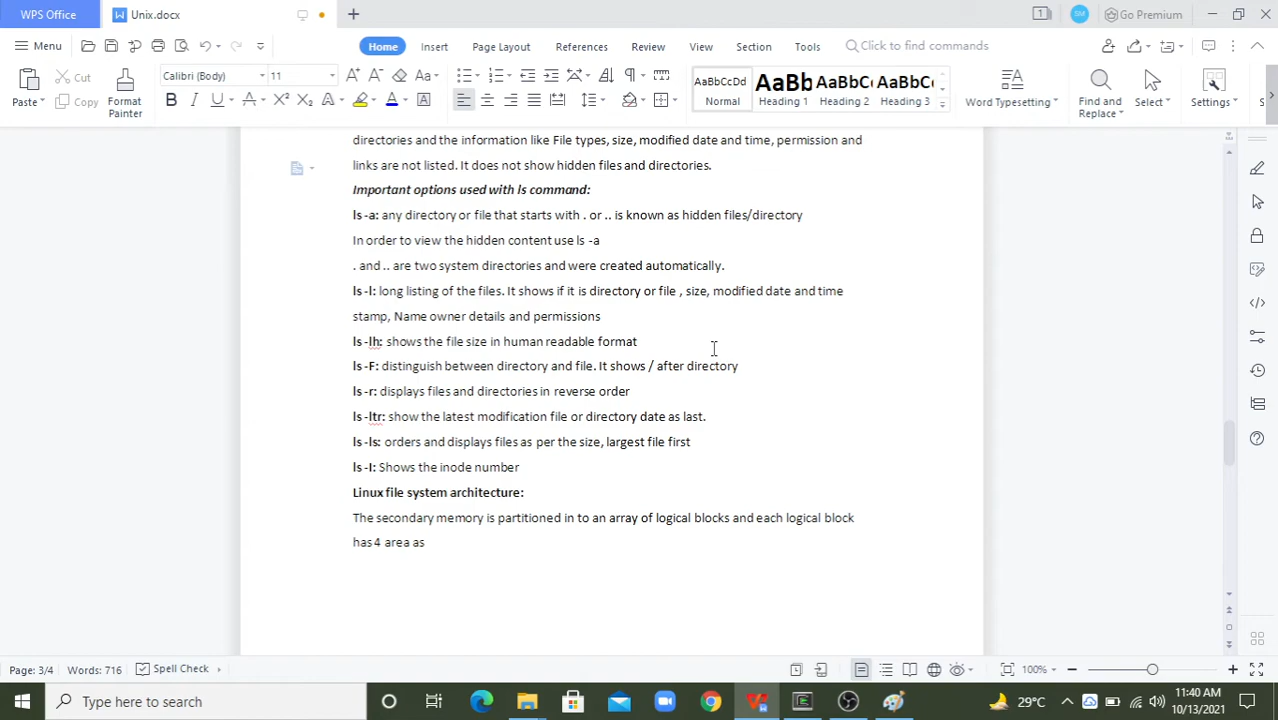 WPS Office
Unix.docx
Go Premium
Menu
Home
Insert
Page Layout
References
Review
View
Section
Tools
Click to find commands
Paste
Cut
Copy
Format
Painter
Calibri (Body)
11
AaBbCcDd
Normal
AaBb
Heading 1
AaBbC
Heading 2
AaBbC
Heading 3
Word Typesetting
Find and
Replace
Select
Settings
directories and the information like File types, size, modified date and time, permission and
links are not listed. It does not show hidden files and directories.
Important options used with ls command:
ls -a: any directory or file that starts with . or .. is known as hidden files/directory
In order to view the hidden content use ls -a
. and .. are two system directories and were created automatically.
ls -l: long listing of the files. It shows if it is directory or file , size, modified date and time
stamp, Name owner details and permissions
ls -lh: shows the file size in human readable format
ls -F: distinguish between directory and file. It shows / after directory
ls -r: displays files and directories in reverse order
ls -ltr: show the latest modification file or directory date as last.
ls -ls: orders and displays files as per the size, largest file first
ls -I: Shows the inode number
Linux file system architecture:
The secondary memory is partitioned in to an array of logical blocks and each logical block
has 4 area as
Page: 3/4
Words: 716
Spell Check
100%
Type here to search
29°C
11:40 AM
10/13/2021